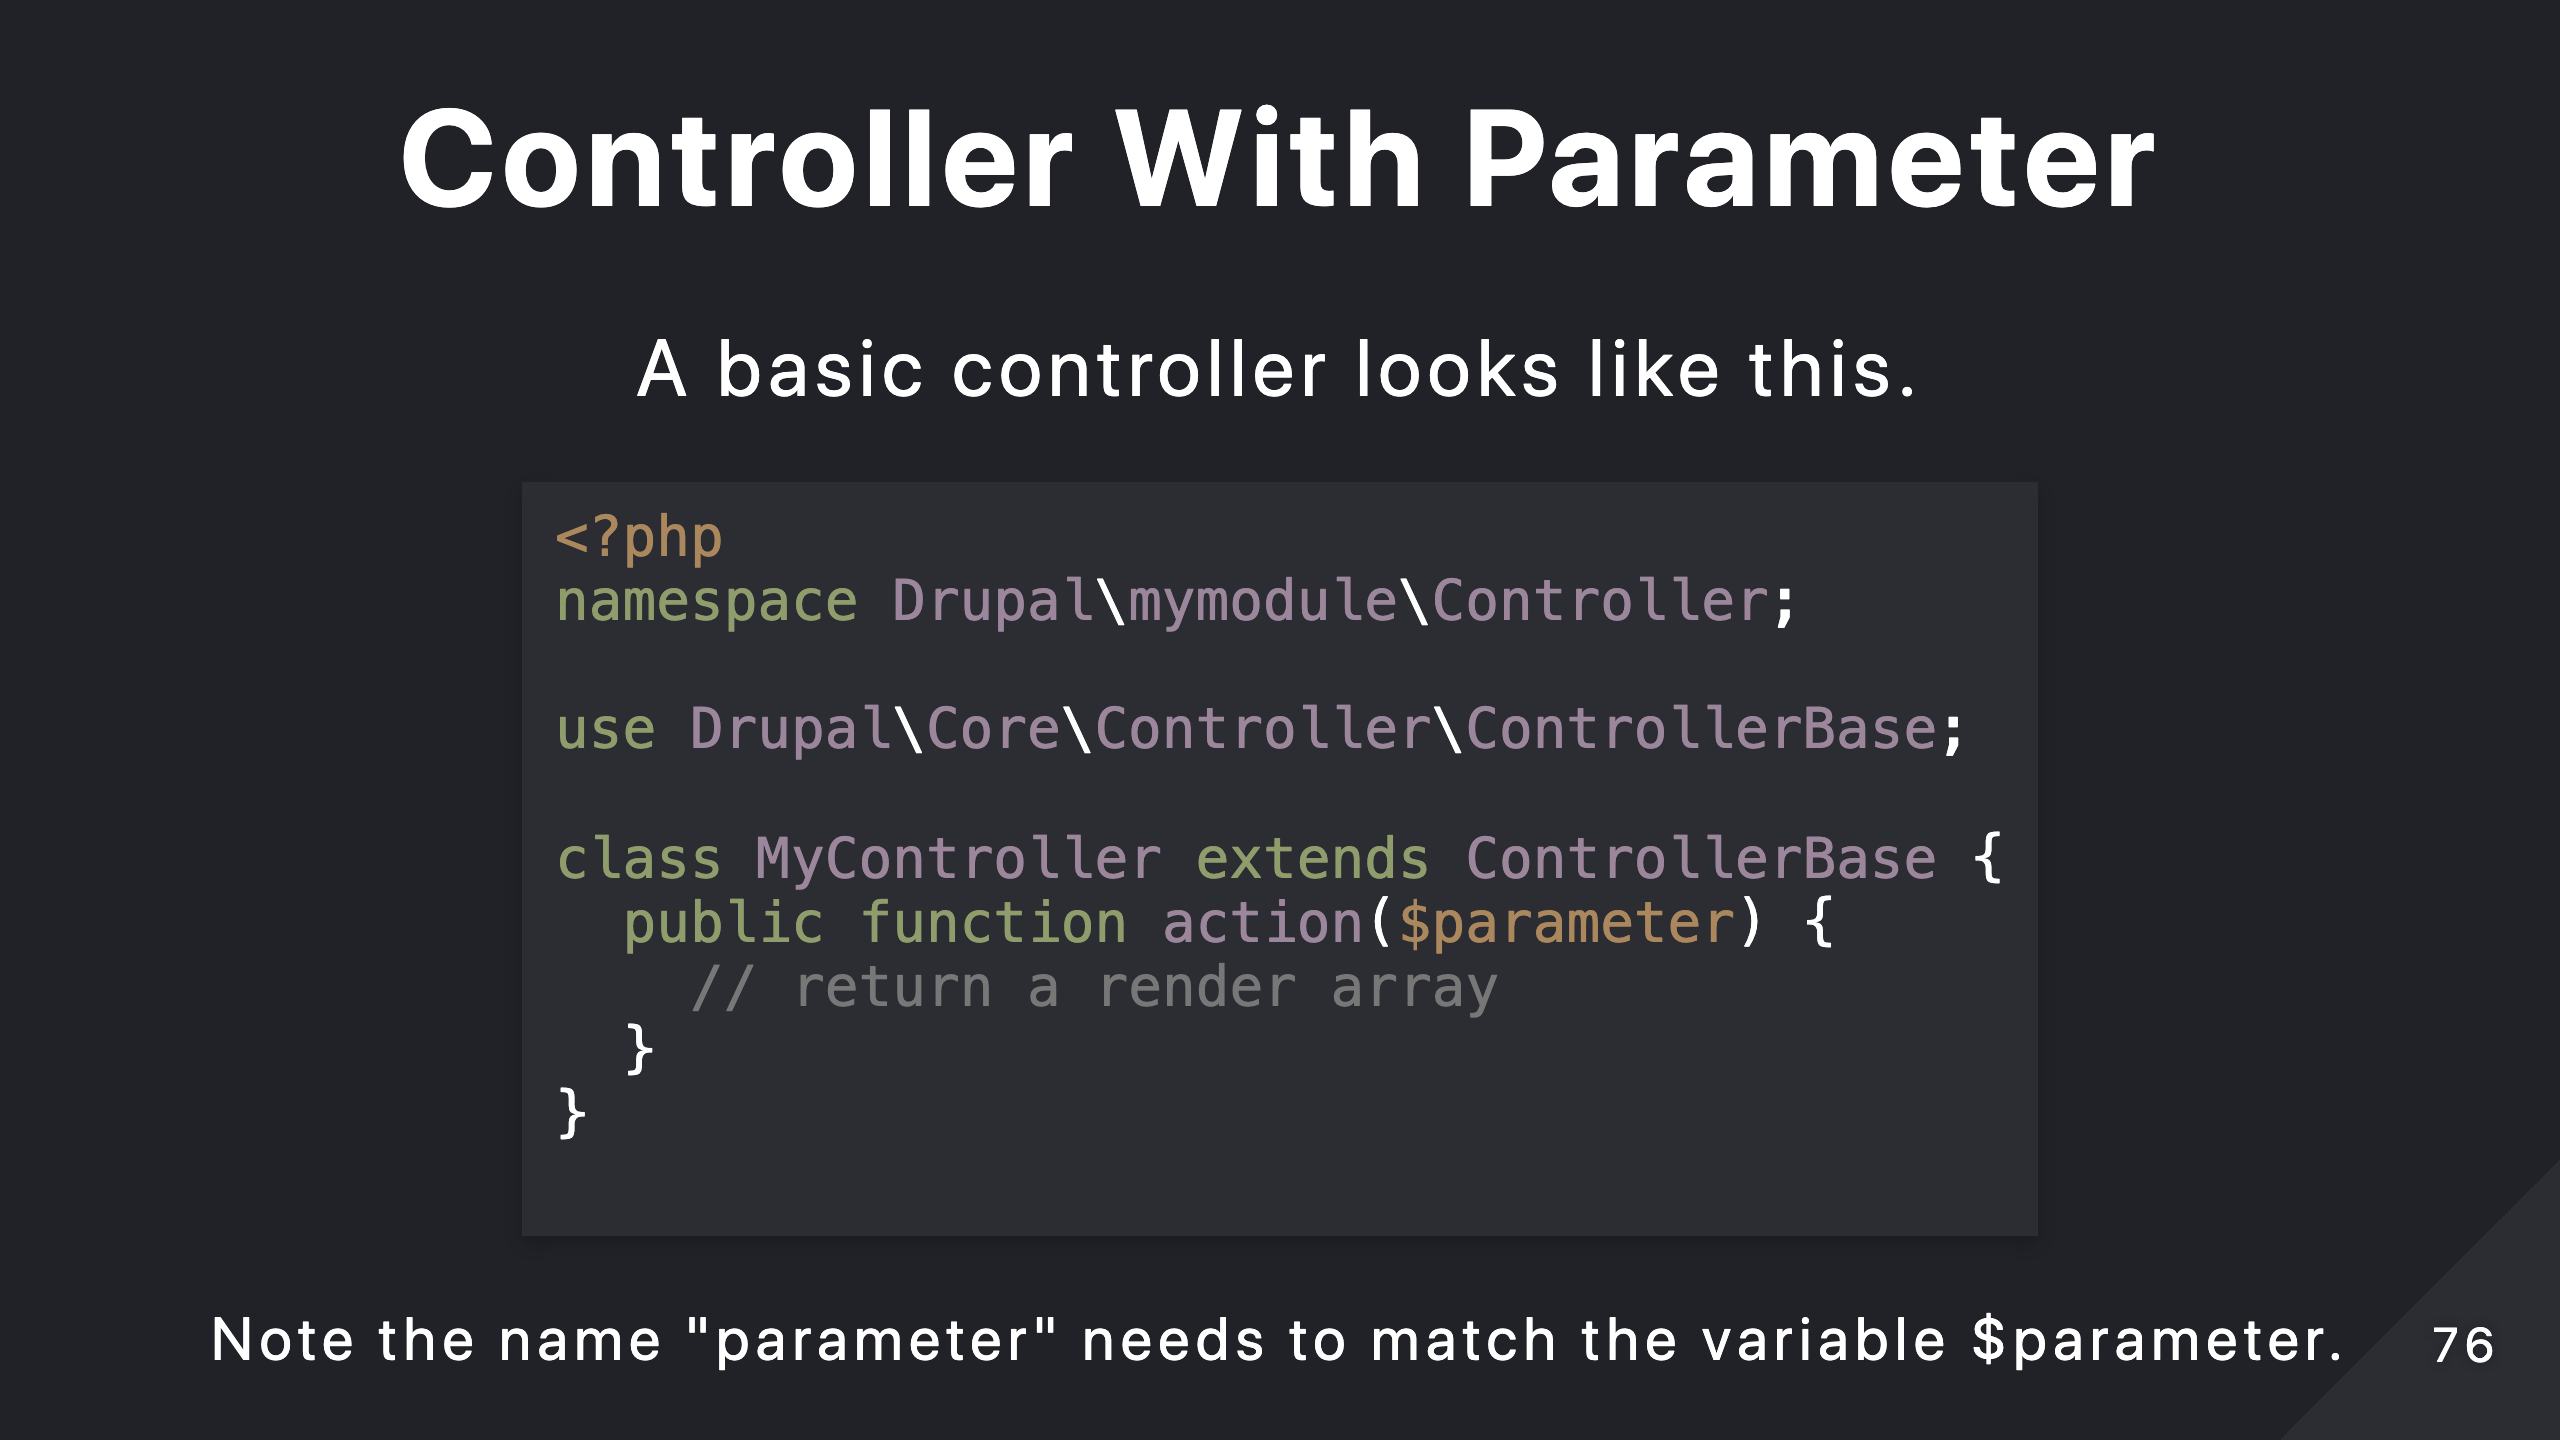 Controller With Parameter
A basic controller looks like this.
<?php
namespace Drupal\mymodule\Controller;

use Drupal\Core\Controller\ControllerBase;

class MyController extends ControllerBase {
  public function action($parameter) {
    // return a render array
  }
}
Note the name "parameter" needs to match the variable $parameter.
76